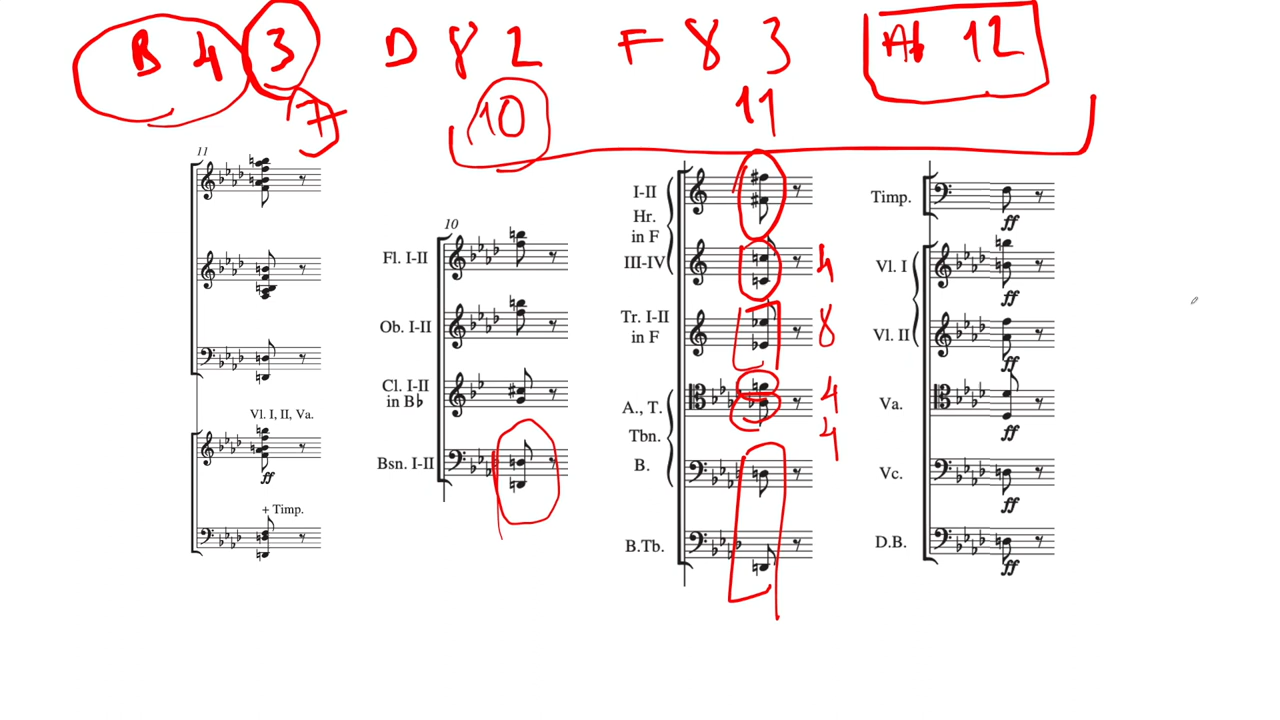 B 4 3 D 8 2 F 8 3 Ab 12
7 10 11
11
10
I-II
Hr.
in F
III-IV
4
Fl. I-II
Ob. I-II
Cl. I-II
in B♭
Bsn. I-II
Tr. I-II
in F
8
A., T.
4
Tbn.
4
B.
B.Tb.
Timp.
ff
Vl. I
ff
Vl. II
ff
Va.
ff
Vc.
ff
D.B.
ff
Vl. I, II, Va.
ff
+ Timp.